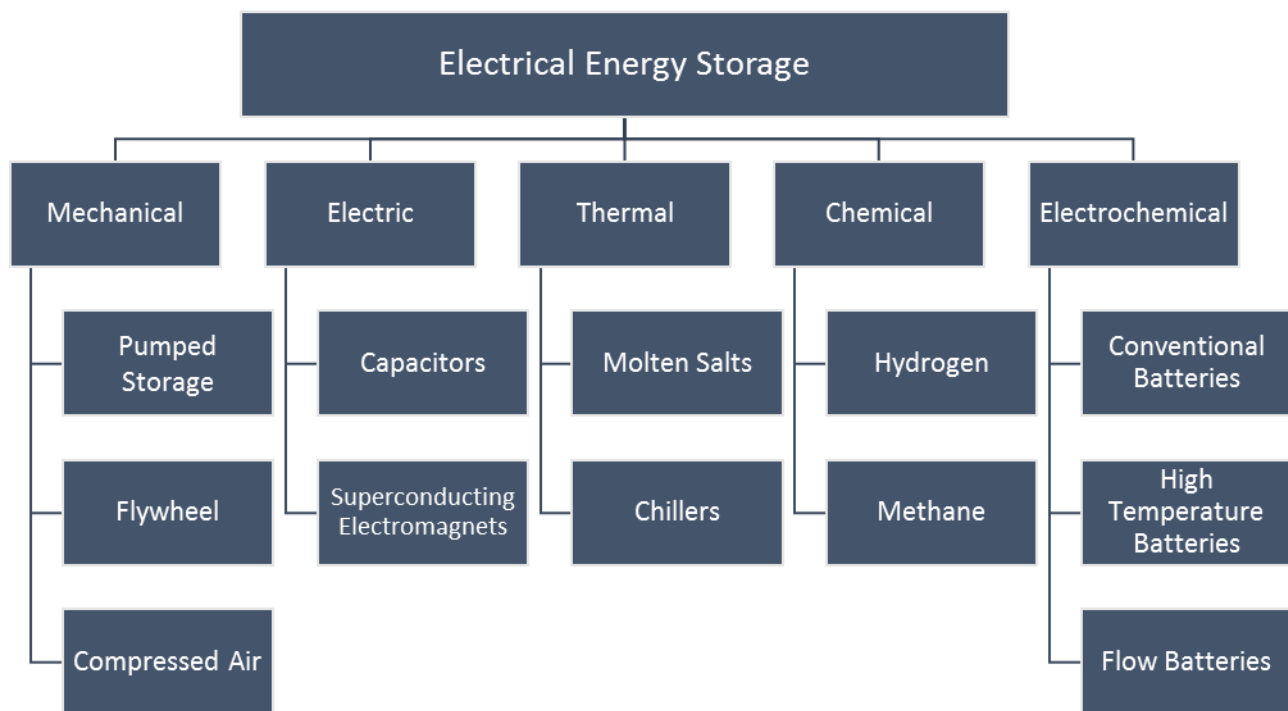 Electrical Energy Storage
Mechanical
Electric
Thermal
Chemical
Electrochemical
Pumped
Storage
Capacitors
Molten Salts
Hydrogen
Conventional
Batteries
Flywheel
Superconducting
Electromagnets
Chillers
Methane
High
Temperature
Batteries
Compressed Air
Flow Batteries